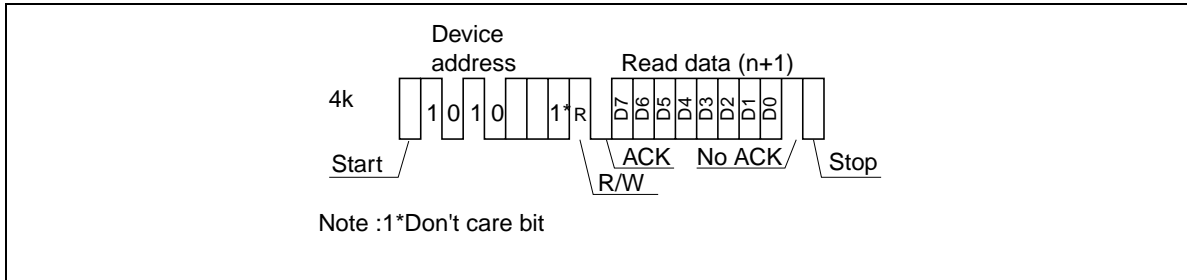 Device
address
Read data (n+1)
4k
1 0 1 0 1* R D7 D6 D5 D4 D3 D2 D1 D0
Start
ACK
No ACK
Stop
R/W
Note :1*Don't care bit